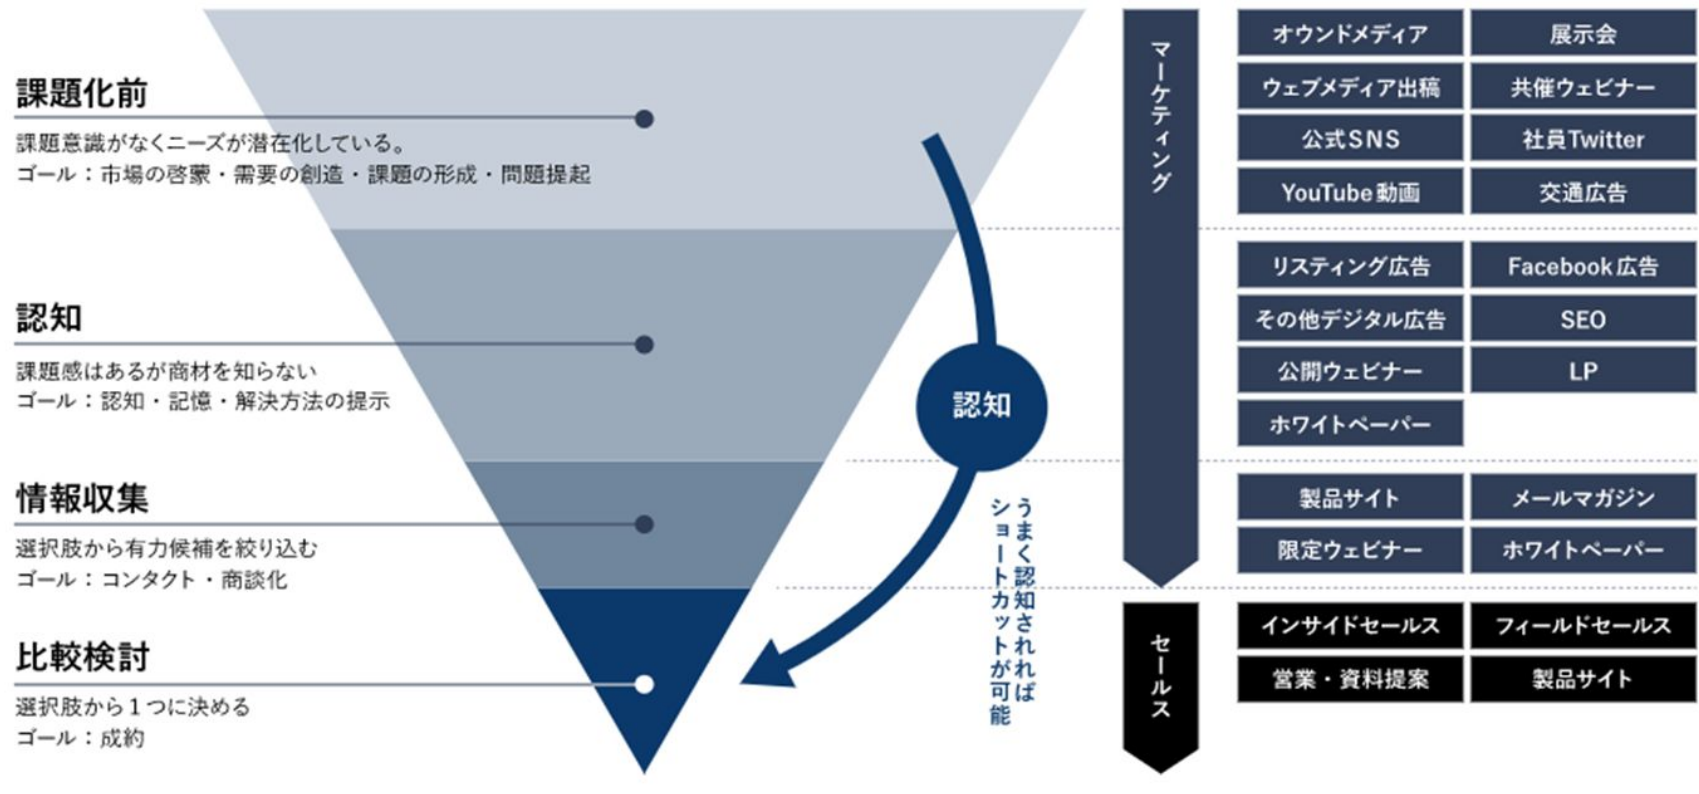 課題化前
課題意識がなくニーズが潜在化している。
ゴール：市場の啓蒙・需要の創造・課題の形成・問題提起
認知
課題感はあるが商材を知らない
ゴール：認知・記憶・解決方法の提示
情報収集
選択肢から有力候補を絞り込む
ゴール：コンタクト・商談化
比較検討
選択肢から1つに決める
ゴール：成約
認知
うまく認知されれば
ショートカットが可能
マーケティング
オウンドメディア
展示会
ウェブメディア出稿
共催ウェビナー
公式SNS
社員Twitter
YouTube動画
交通広告
リスティング広告
Facebook広告
その他デジタル広告
SEO
公開ウェビナー
LP
ホワイトペーパー
製品サイト
メールマガジン
限定ウェビナー
ホワイトペーパー
セールス
インサイドセールス
フィールドセールス
営業・資料提案
製品サイト